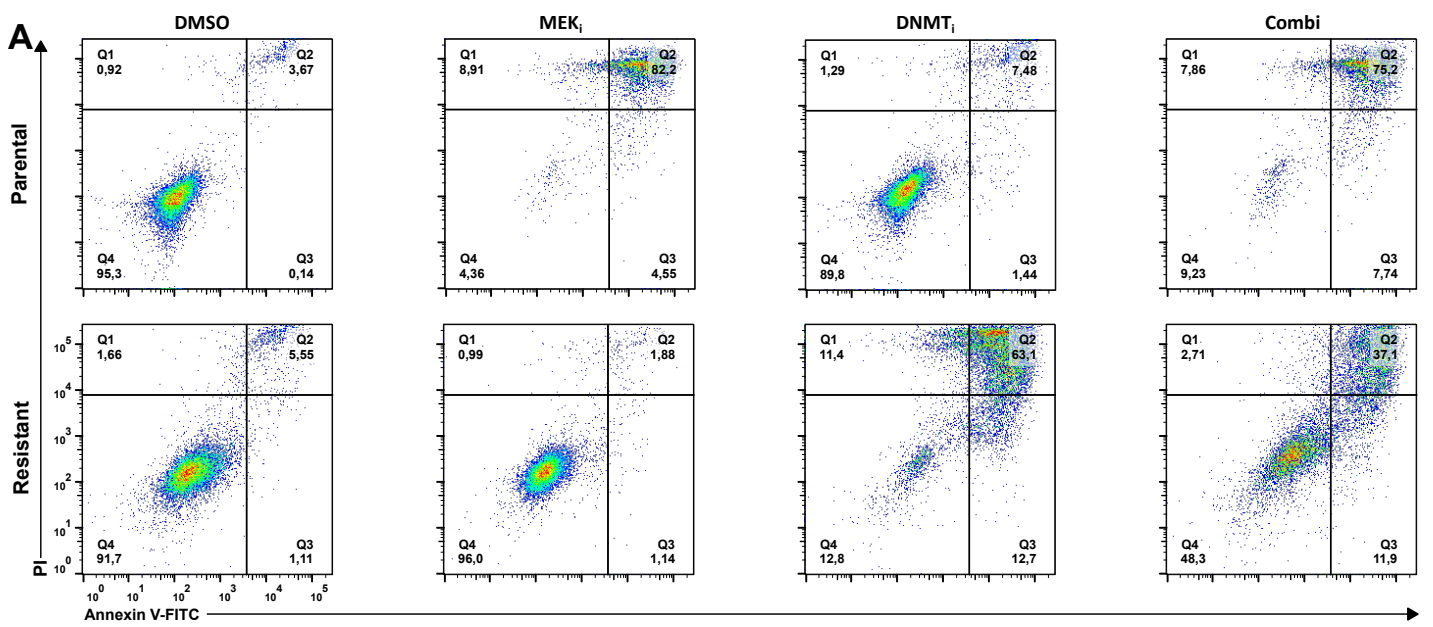 A
DMSO
MEKi
DNMTi
Combi
Parental
Q1
0,92
Q2
3,67
Q4
95,3
Q3
0,14
Q1
8,91
Q2
82,2
Q4
4,36
Q3
4,55
Q1
1,29
Q2
7,48
Q4
89,8
Q3
1,44
Q1
7,86
Q2
75,2
Q4
9,23
Q3
7,74
Resistant
PI
10^5
10^4
10^3
10^2
10^1
10^0
Q1
1,66
Q2
5,55
Q4
91,7
Q3
1,11
Q1
0,99
Q2
1,88
Q4
96,0
Q3
1,14
Q1
11,4
Q2
63,1
Q4
12,8
Q3
12,7
Q1
2,71
Q2
37,1
Q4
48,3
Q3
11,9
10^0 10^1 10^2 10^3 10^4 10^5
Annexin V-FITC